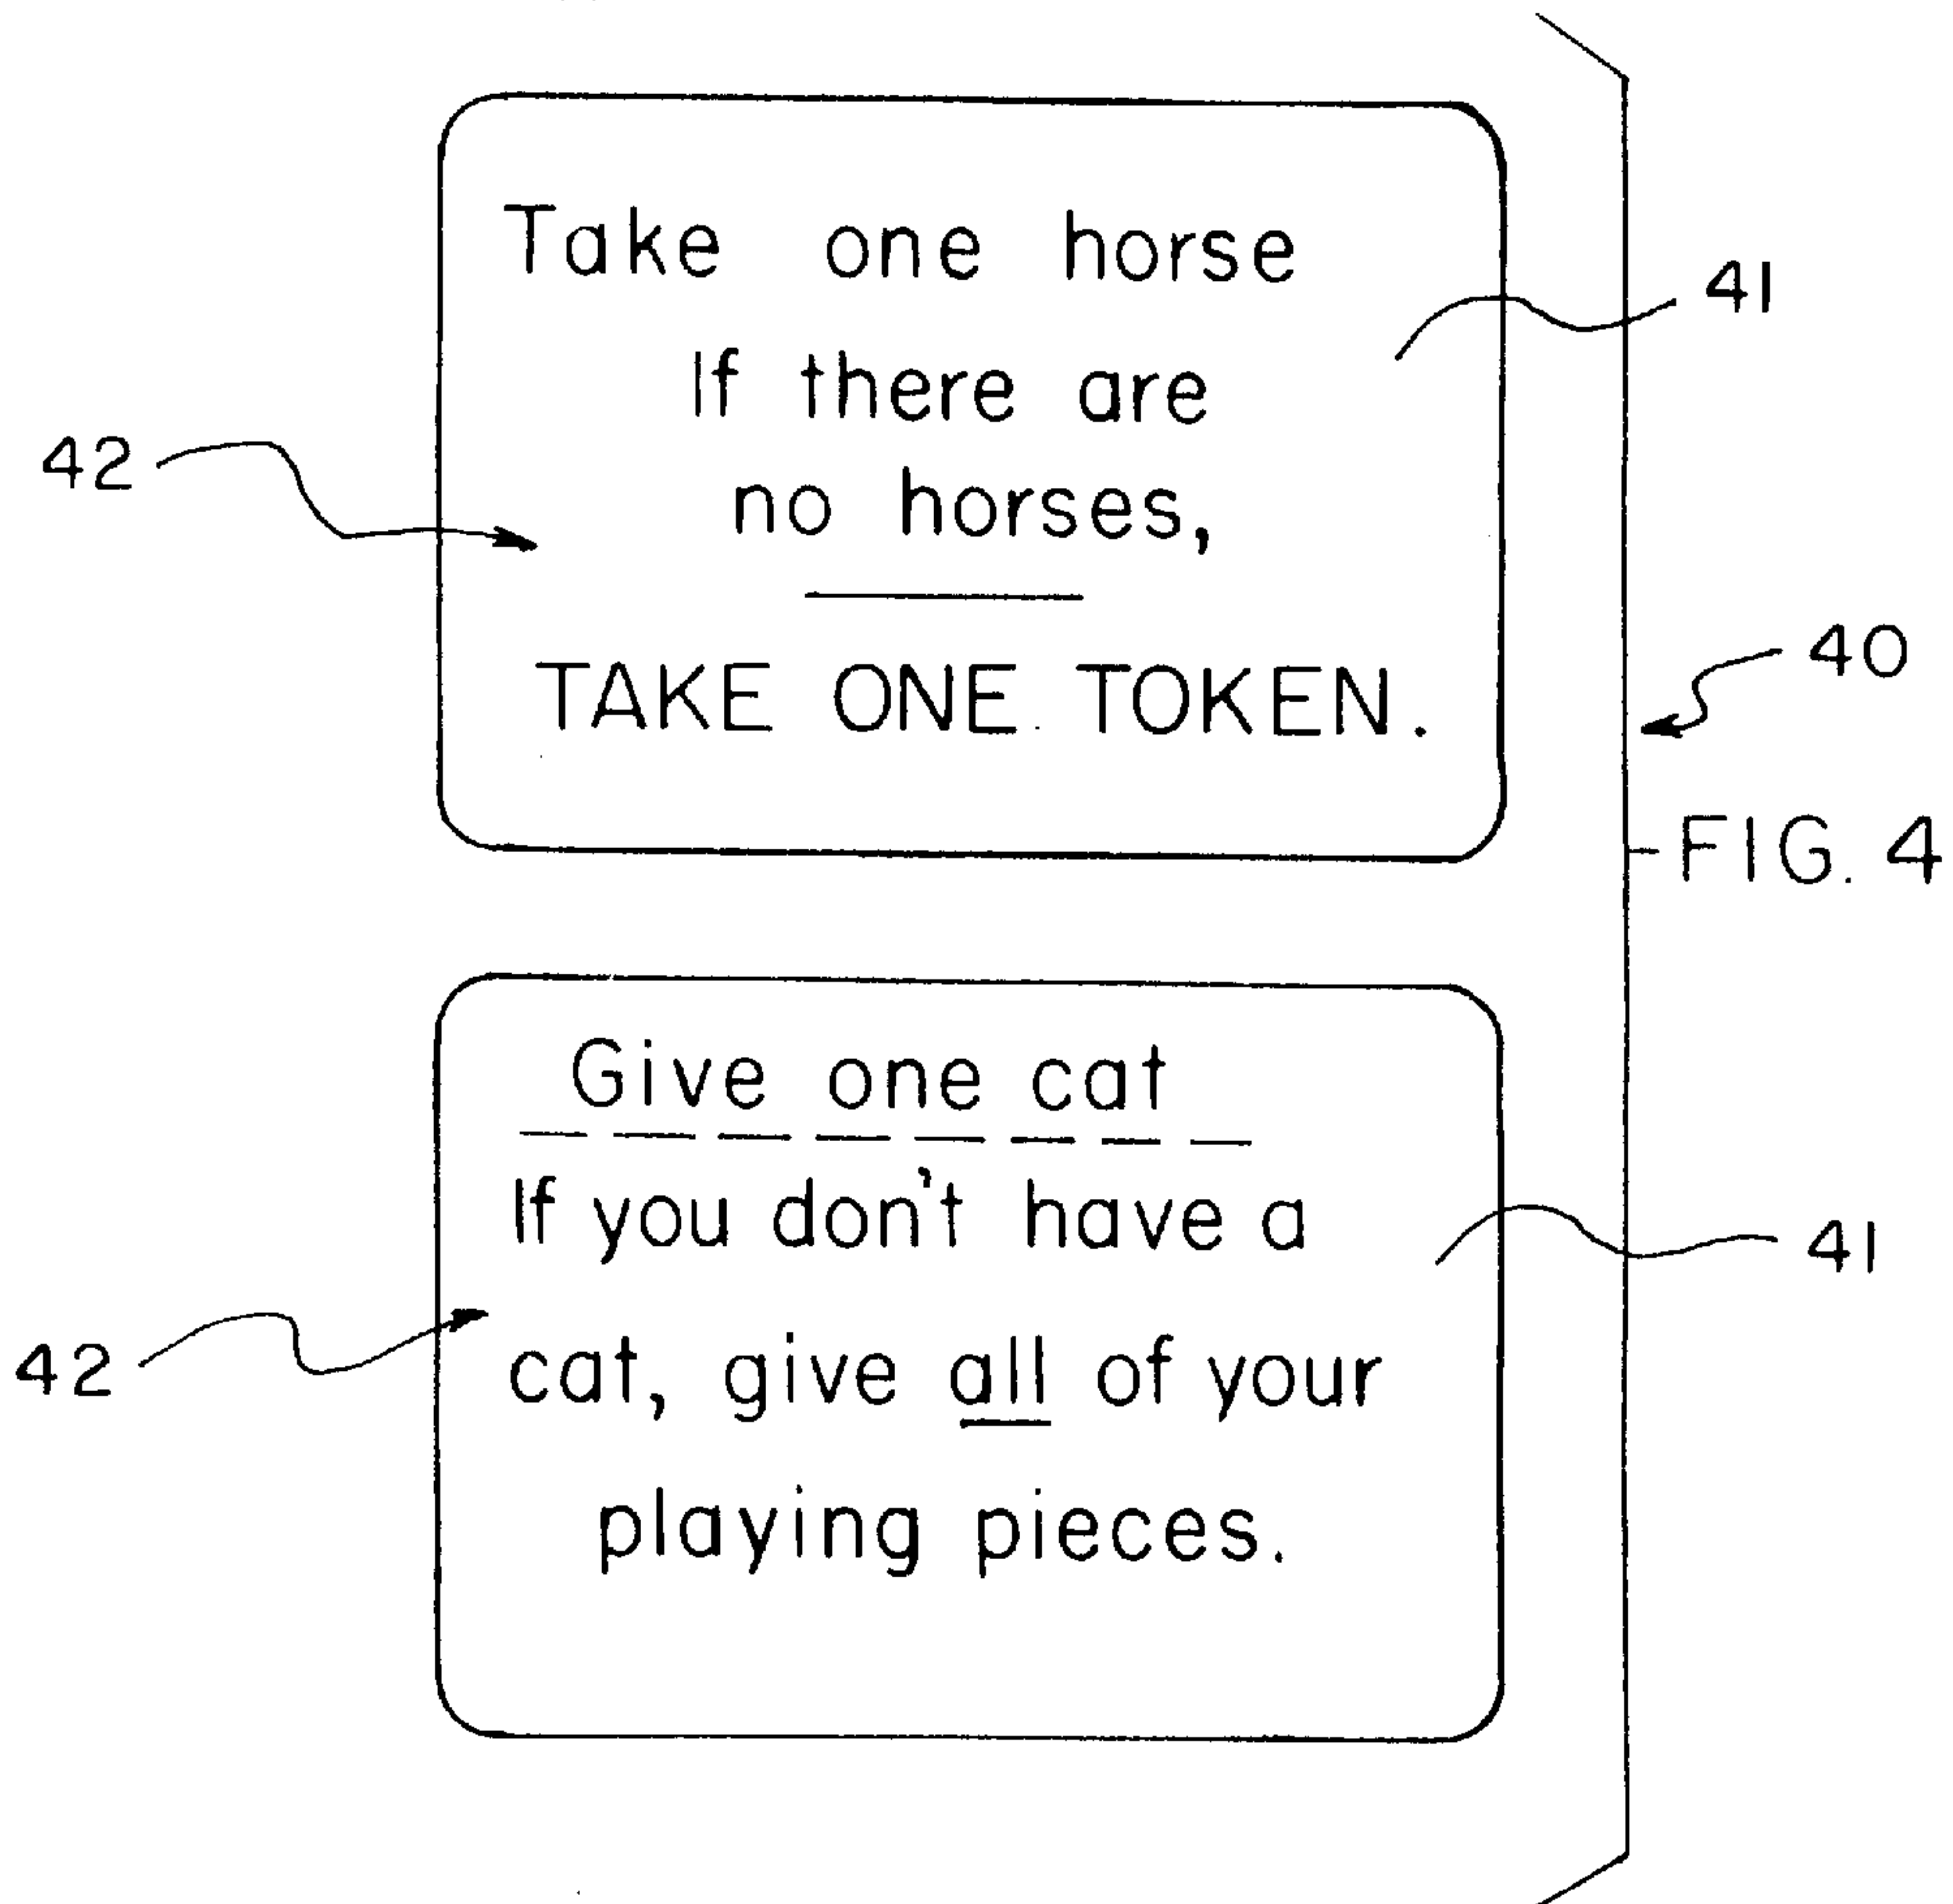 Take one horse
If there are
no horses,
TAKE ONE TOKEN.
41
42
40
FIG. 4
Give one cat
If you don't have a
cat, give all of your
playing pieces.
41
42